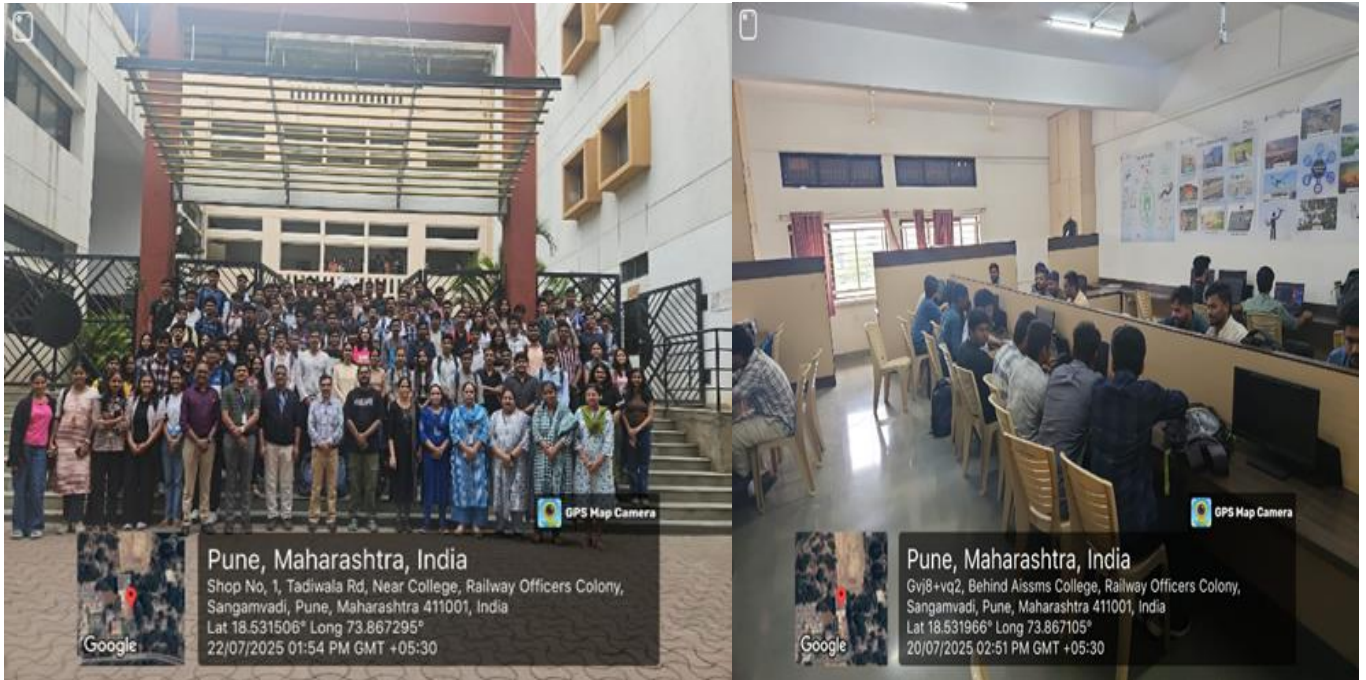 GPS Map Camera
Pune, Maharashtra, India
Shop No, 1, Tadiwala Rd, Near College, Railway Officers Colony,
Sangamvadi, Pune, Maharashtra 411001, India
Lat 18.531506° Long 73.867295°
22/07/2025 01:54 PM GMT +05:30
Google
GPS Map Camera
Pune, Maharashtra, India
Gvj8+vq2, Behind Aissms College, Railway Officers Colony,
Sangamvadi, Pune, Maharashtra 411001, India
Lat 18.531966° Long 73.867105°
20/07/2025 02:51 PM GMT +05:30
Google